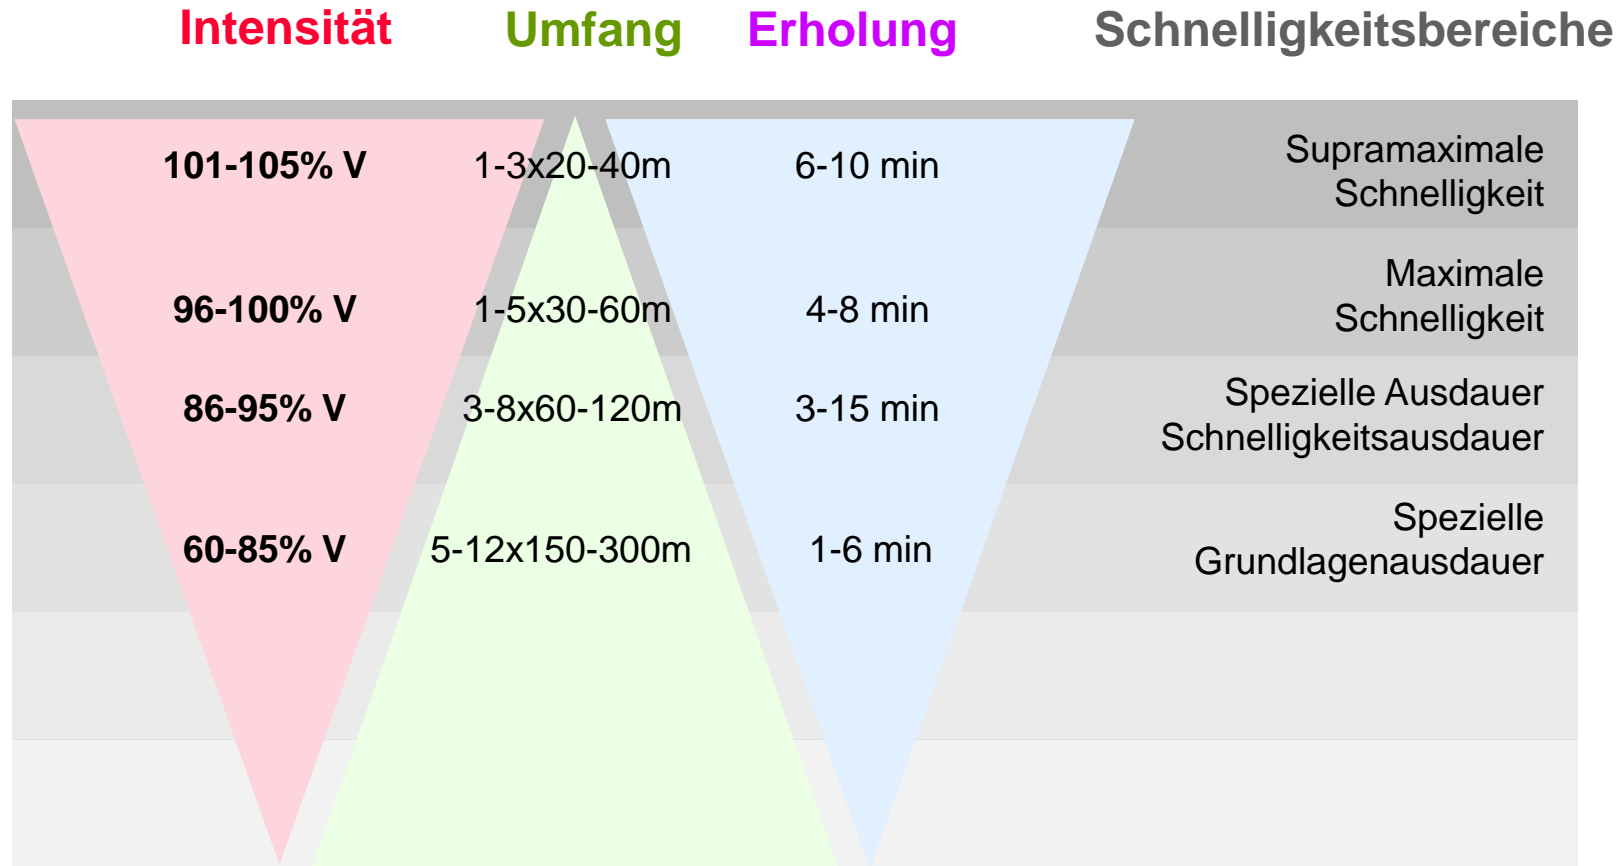 Intensität Umfang Erholung Schnelligkeitsbereiche
101-105% V 1-3x20-40m 6-10 min Supramaximale
Schnelligkeit
96-100% V 1-5x30-60m 4-8 min Maximale
Schnelligkeit
86-95% V 3-8x60-120m 3-15 min Spezielle Ausdauer
Schnelligkeitsausdauer
60-85% V 5-12x150-300m 1-6 min Spezielle
Grundlagenausdauer